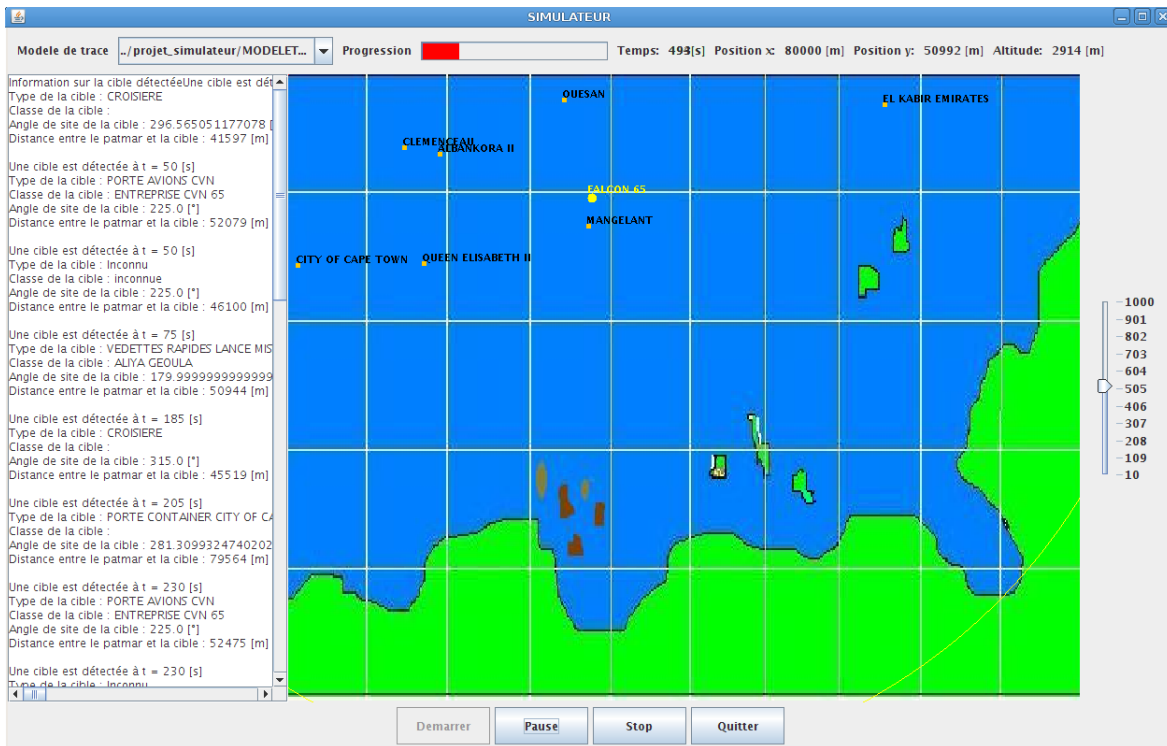 SIMULATEUR
Modele de trace ../projet_simulateur/MODELET... Progression Temps: 493[s] Position x: 80000 [m] Position y: 50992 [m] Altitude: 2914 [m]
Information sur la cible détectéeUne cible est dét
Type de la cible : CROISIERE
Classe de la cible :
Angle de site de la cible : 296.565051177078 [
Distance entre le patmar et la cible : 41597 [m]
Une cible est détectée à t = 50 [s]
Type de la cible : PORTE AVIONS CVN
Classe de la cible : ENTREPRISE CVN 65
Angle de site de la cible : 225.0 [°]
Distance entre le patmar et la cible : 52079 [m]
Une cible est détectée à t = 50 [s]
Type de la cible : Inconnu
Classe de la cible : inconnue
Angle de site de la cible : 225.0 [°]
Distance entre le patmar et la cible : 46100 [m]
Une cible est détectée à t = 75 [s]
Type de la cible : VEDETTES RAPIDES LANCE MIS
Classe de la cible : ALIYA GEOULA
Angle de site de la cible : 179.9999999999999
Distance entre le patmar et la cible : 50944 [m]
Une cible est détectée à t = 185 [s]
Type de la cible : CROISIERE
Classe de la cible :
Angle de site de la cible : 315.0 [°]
Distance entre le patmar et la cible : 45519 [m]
Une cible est détectée à t = 205 [s]
Type de la cible : PORTE CONTAINER CITY OF CA
Classe de la cible :
Angle de site de la cible : 281.3099324740202
Distance entre le patmar et la cible : 79564 [m]
Une cible est détectée à t = 230 [s]
Type de la cible : PORTE AVIONS CVN
Classe de la cible : ENTREPRISE CVN 65
Angle de site de la cible : 225.0 [°]
Distance entre le patmar et la cible : 52475 [m]
Une cible est détectée à t = 230 [s]
Type de la cible : Inconnu
OUESAN
EL KABIR EMIRATES
CLEMENCEAU
ALBANKORA II
FALCON 65
MANGELANT
CITY OF CAPE TOWN
QUEEN ELISABETH II
1000
901
802
703
604
505
406
307
208
109
10
Demarrer Pause Stop Quitter